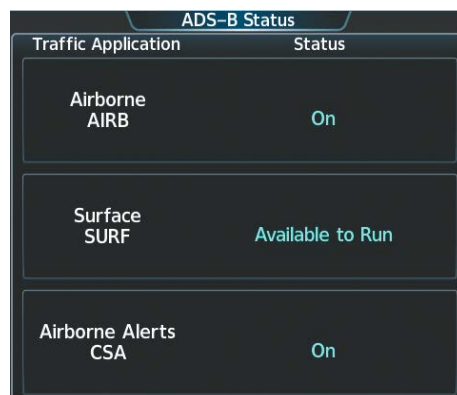 ADS-B Status
Traffic Application Status
Airborne
AIRB
On
Surface
SURF
Available to Run
Airborne Alerts
CSA
On